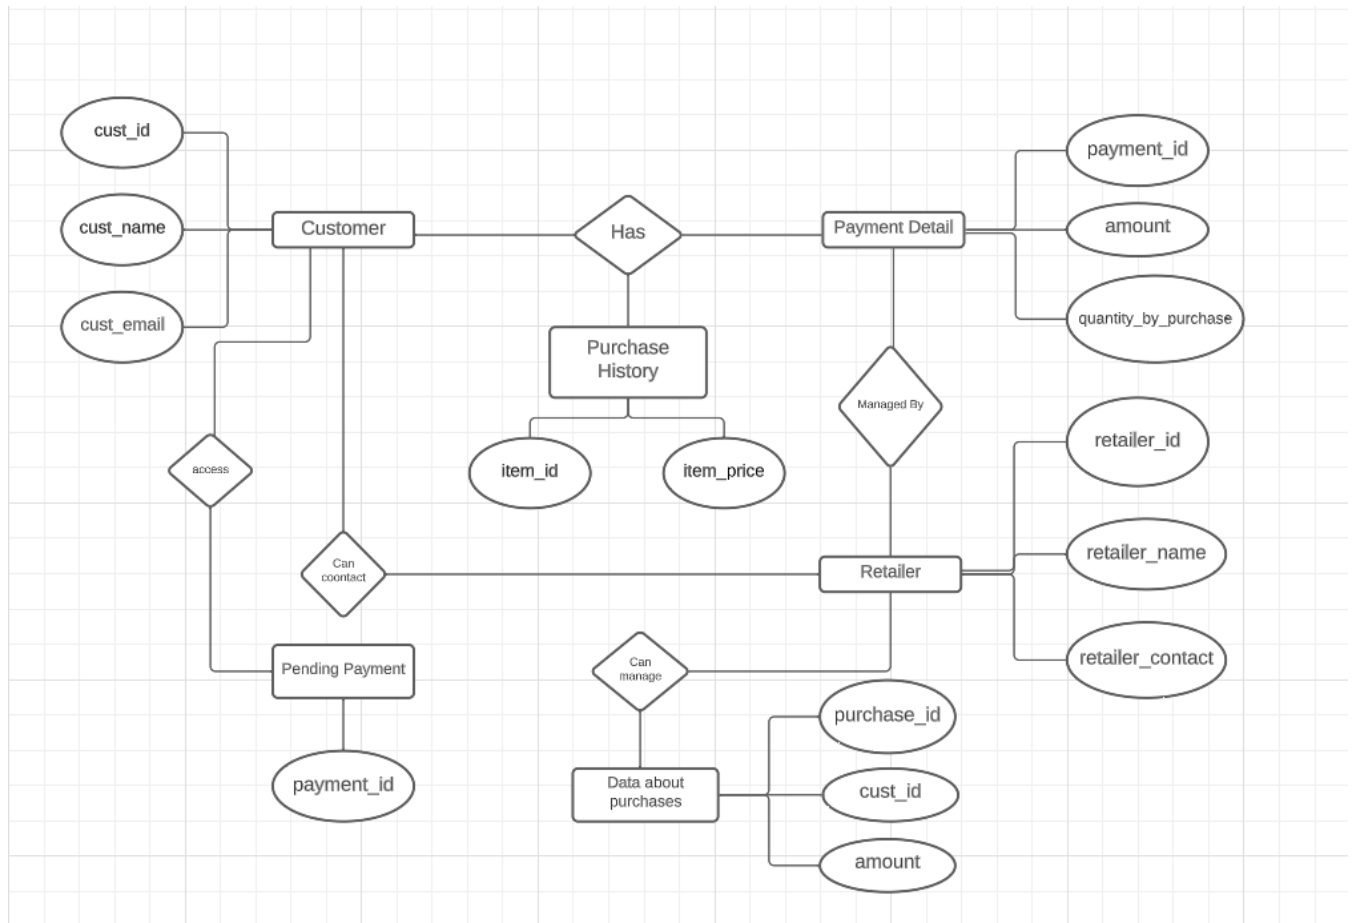 cust_id
cust_name
cust_email
Customer
Has
Payment Detail
payment_id
amount
quantity_by_purchase
Purchase
History
item_id
item_price
Managed By
access
Can
coontact
Retailer
retailer_id
retailer_name
retailer_contact
Pending Payment
payment_id
Can
manage
Data about
purchases
purchase_id
cust_id
amount